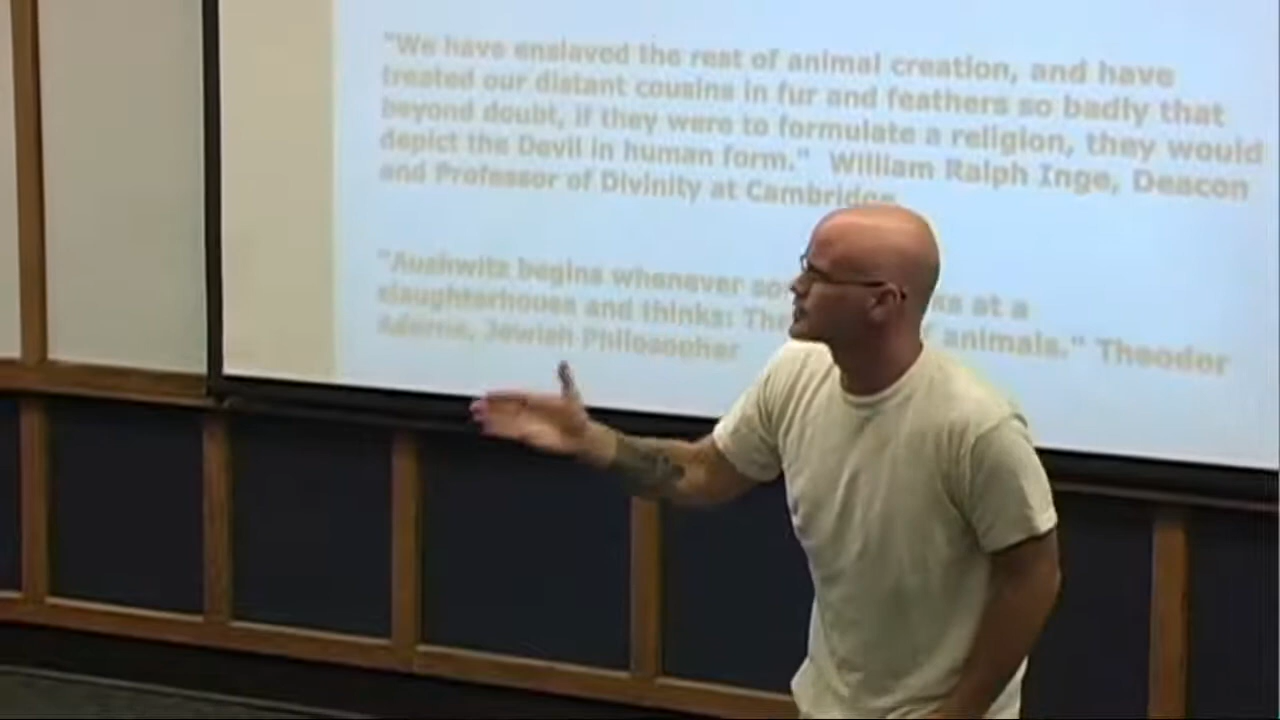 "We have enslaved the rest of animal creation, and have
treated our distant cousins in fur and feathers so badly that
beyond doubt, if they were to formulate a religion, they would
depict the Devil in human form." William Ralph Inge, Deacon
and Professor of Divinity at Cambridge
"Aushwitz begins whenever at a
slaughterhouse and thinks: animals." Theodor
Adorno, Jewish Philosopher